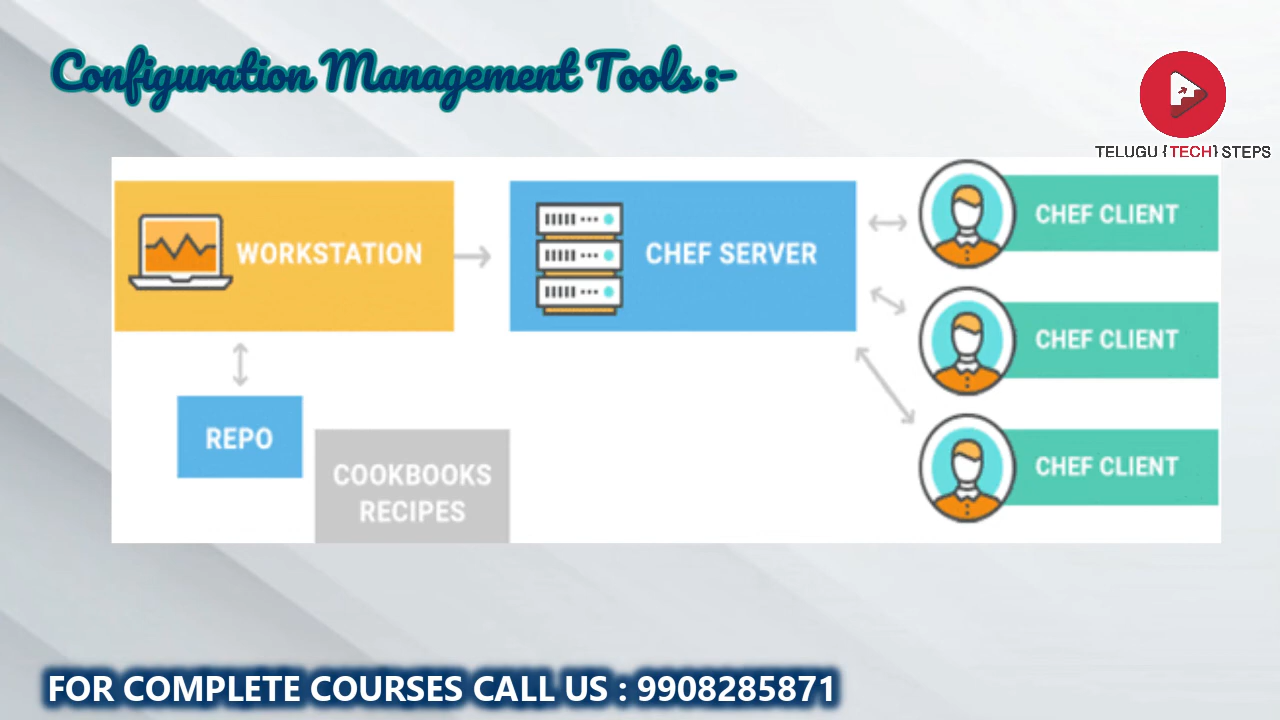 Configuration Management Tools :-
TELUGU {TECH} STEPS
WORKSTATION
CHEF SERVER
CHEF CLIENT
CHEF CLIENT
CHEF CLIENT
REPO
COOKBOOKS
RECIPES
FOR COMPLETE COURSES CALL US : 9908285871